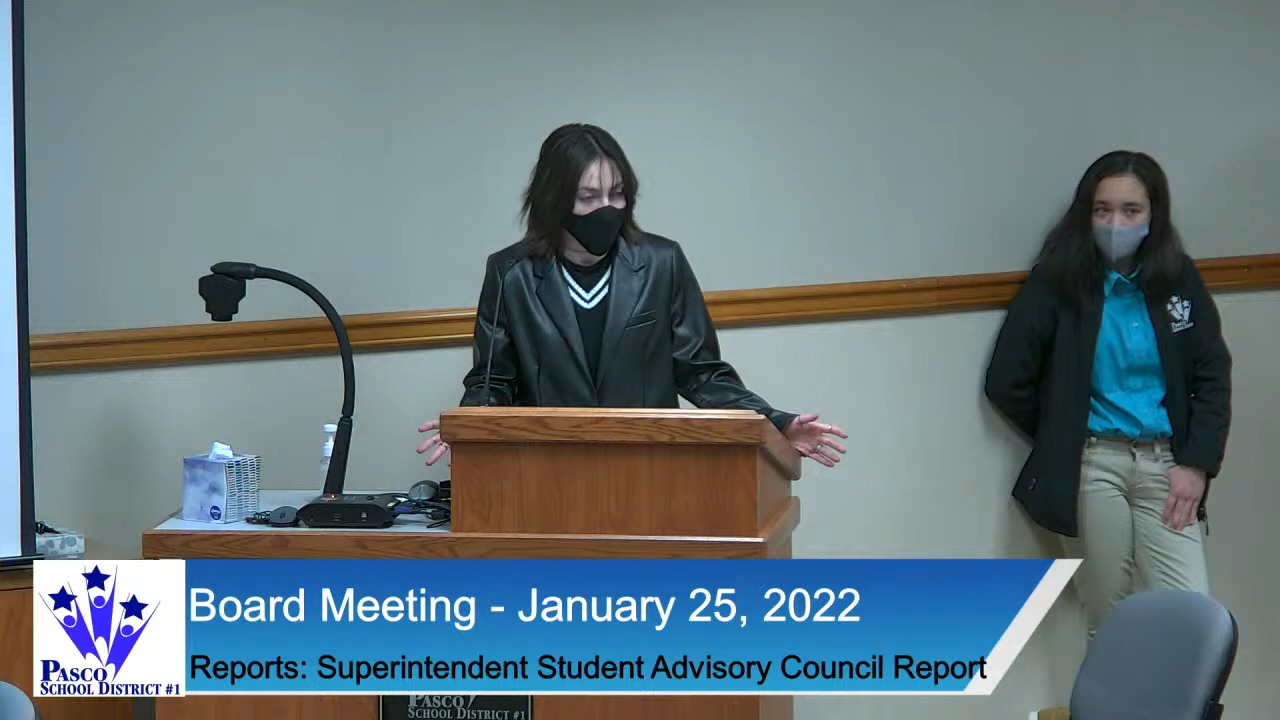 Board Meeting - January 25, 2022
Reports: Superintendent Student Advisory Council Report
PASCO
SCHOOL DISTRICT #1
PASCO
SCHOOL DISTRICT #1